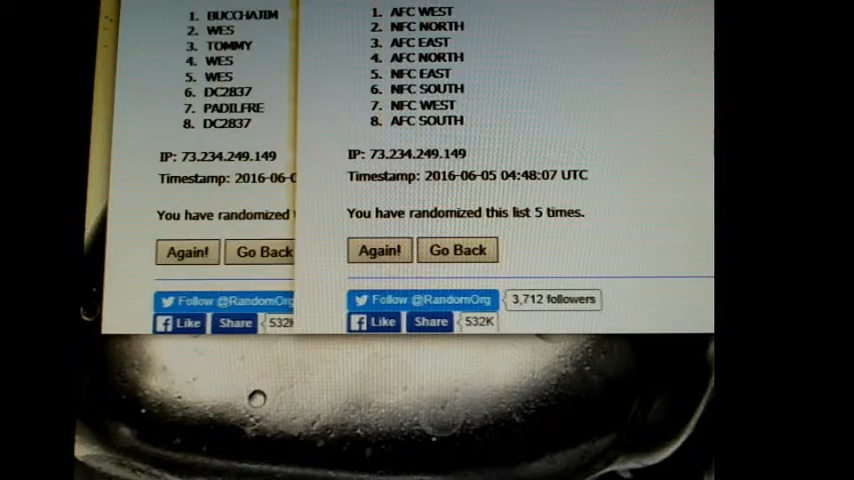 1. BUCCHAJIM
2. WES
3. TOMMY
4. WES
5. WES
6. DC2837
7. PADILFRE
8. DC2837
IP: 73.234.249.149
Timestamp: 2016-06-0
You have randomized
Again! Go Back
Follow @RandomOrg
Like Share 532K
1. AFC WEST
2. NFC NORTH
3. AFC EAST
4. AFC NORTH
5. NFC EAST
6. NFC SOUTH
7. NFC WEST
8. AFC SOUTH
IP: 73.234.249.149
Timestamp: 2016-06-05 04:48:07 UTC
You have randomized this list 5 times.
Again! Go Back
Follow @RandomOrg 3,712 followers
Like Share 532K